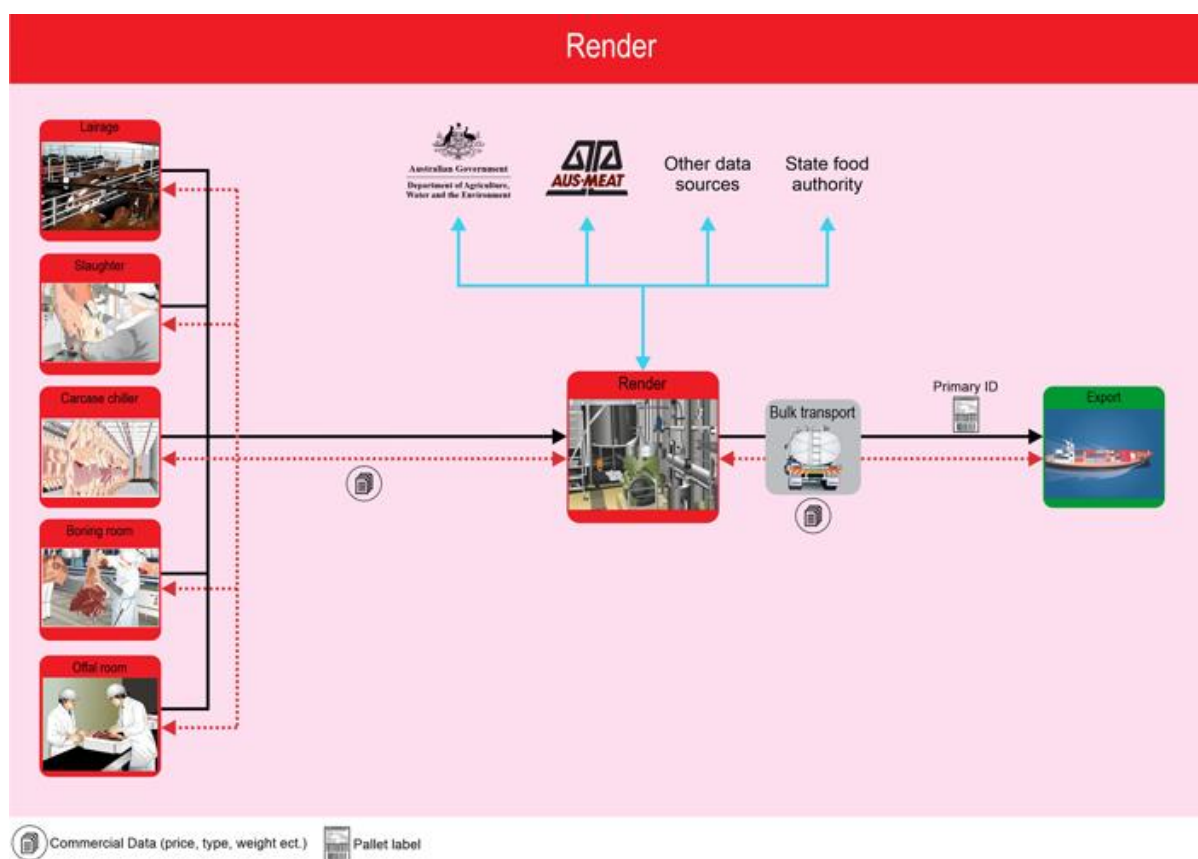 Render
Lairage
Slaughter
Carcase chiller
Boning room
Offal room
Australian Government
Department of Agriculture,
Water and the Environment
AUS-MEAT
Other data
sources
State food
authority
Render
Bulk transport
Primary ID
Export
Commercial Data (price, type, weight ect.)
Pallet label